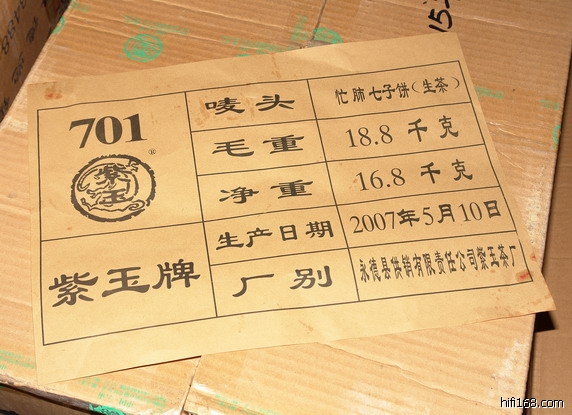 701
®
紫玉
紫玉牌
唛头 忙肺七子饼(生茶)
毛重 18.8 千克
净重 16.8 千克
生产日期 2007年5月10日
厂别 永德县供销有限责任公司紫玉茶厂
hifi168.com